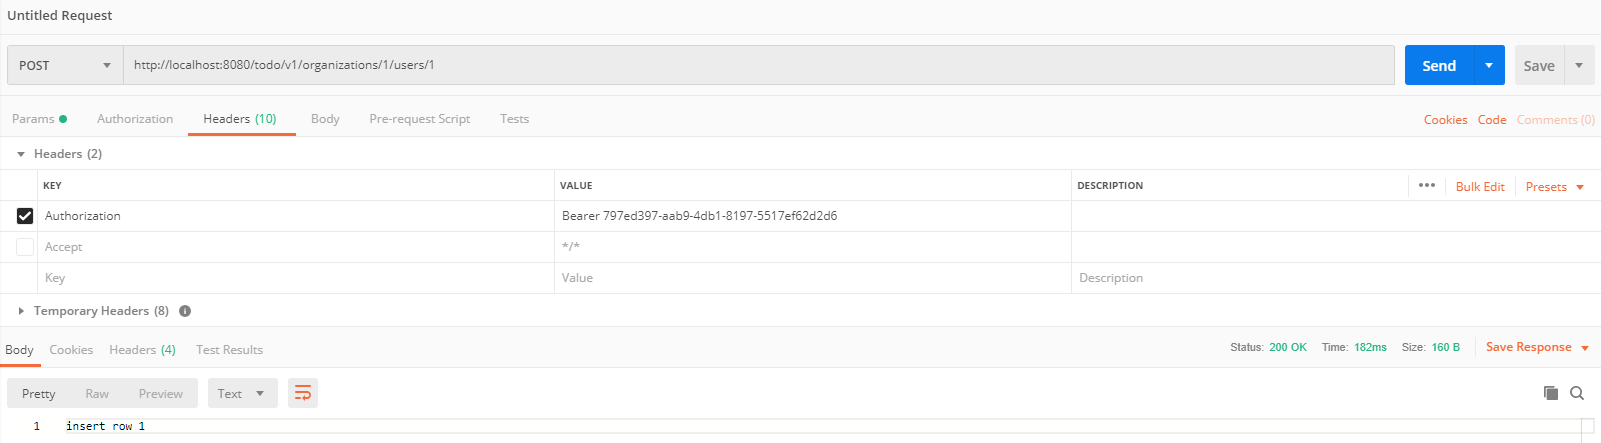 Untitled Request
POST http://localhost:8080/todo/v1/organizations/1/users/1 Send Save
Params Authorization Headers (10) Body Pre-request Script Tests Cookies Code Comments (0)
Headers (2)
KEY VALUE DESCRIPTION ••• Bulk Edit Presets
Authorization Bearer 797ed397-aab9-4db1-8197-5517ef62d2d6
Accept */*
Key Value Description
Temporary Headers (8) i
Body Cookies Headers (4) Test Results Status: 200 OK Time: 182ms Size: 160 B Save Response
Pretty Raw Preview Text
1 insert row 1